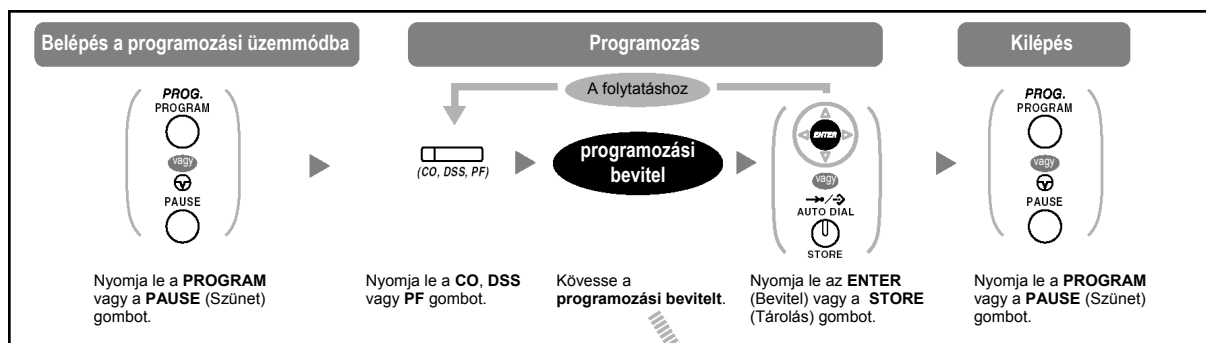 Belépés a programozási üzemmódba
Programozás
Kilépés
A folytatáshoz
PROG.
PROGRAM
vagy
PAUSE
(CO, DSS, PF)
programozási
bevitel
ENTER
vagy
AUTO DIAL
STORE
PROG.
PROGRAM
vagy
PAUSE
Nyomja le a PROGRAM
vagy a PAUSE (Szünet)
gombot.
Nyomja le a CO, DSS
vagy PF gombot.
Kövesse a
programozási bevitelt.
Nyomja le az ENTER
(Bevitel) vagy a STORE
(Tárolás) gombot.
Nyomja le a PROGRAM
vagy a PAUSE (Szünet)
gombot.